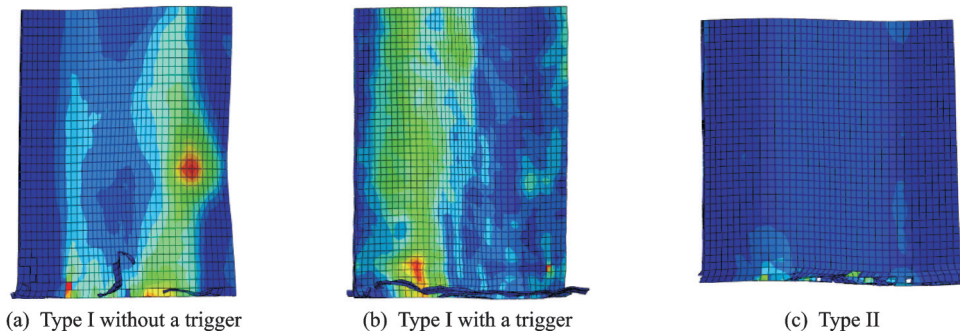 (a) Type I without a trigger
(b) Type I with a trigger
(c) Type II